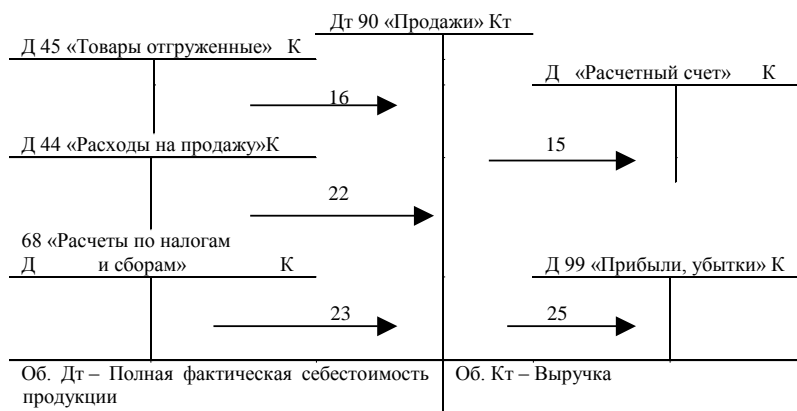 Дт 90 «Продажи» Кт
Д 45 «Товары отгруженные» К
Д «Расчетный счет» К
16
15
Д 44 «Расходы на продажу»К
22
68 «Расчеты по налогам
Д и сборам» К
Д 99 «Прибыли, убытки» К
23
25
Об. Дт – Полная фактическая себестоимость
продукции
Об. Кт – Выручка